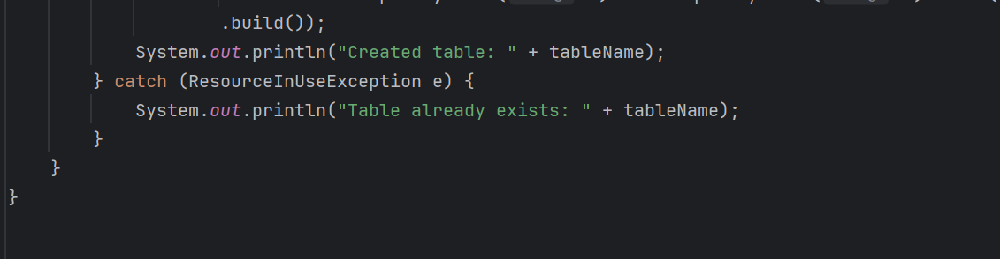 .build());
System.out.println("Created table: " + tableName);
} catch (ResourceInUseException e) {
System.out.println("Table already exists: " + tableName);
}
}
}